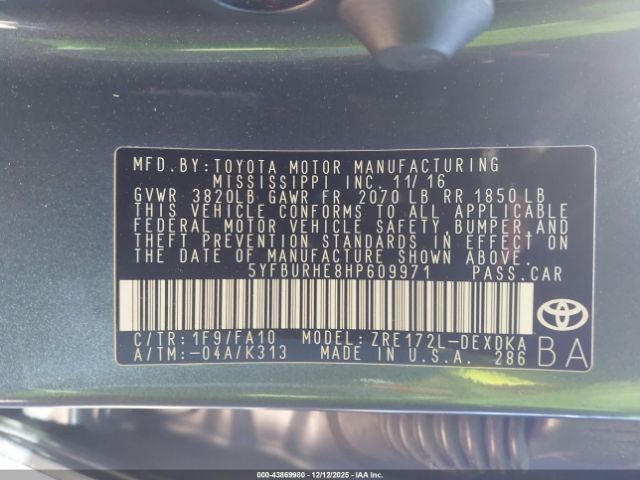 MFD. BY: TOYOTA MOTOR MANUFACTURING
MISSISSIPPI INC. 11/16
GVWR 3820LB GAWR FR 2070 LB RR 1850 LB
THIS VEHICLE CONFORMS TO ALL APPLICABLE
FEDERAL MOTOR VEHICLE SAFETY,BUMPER,AND
THEFT PREVENTION STANDARDS IN EFFECT ON
THE DATE OF MANUFACTURE SHOWN ABOVE.
5YFBURHE8HP609971 PASS.CAR
C/TR: 1F9/FA10 MODEL: ZRE172L-DEXDKA
A/TM:-04A/K313 MADE IN U.S.A. 286
BA
000-43869980 - 12/12/2025 - IAAI.COM